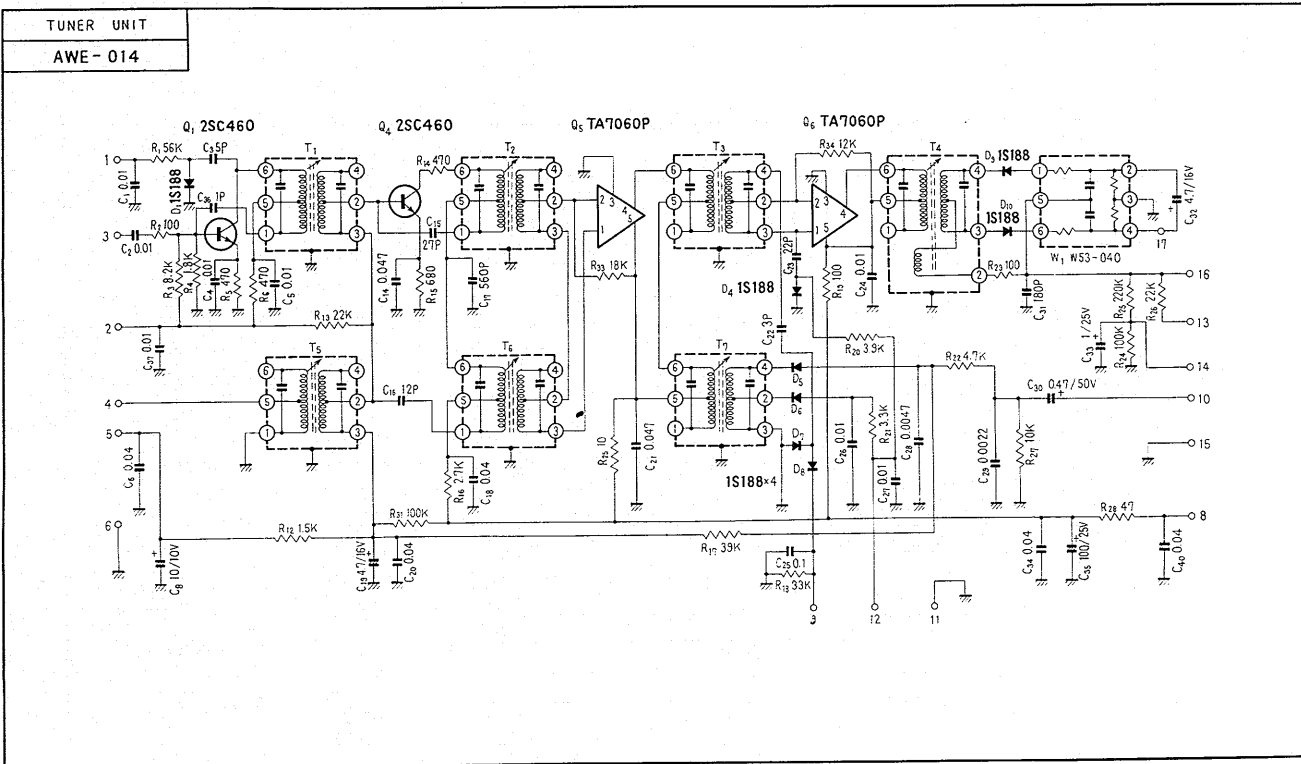 TUNER UNIT
AWE-014
Q1 2SC460
Q4 2SC460
Q5 TA7060P
Q6 TA7060P
R1 56K
C3 5P
T1
R14 470
T2
T3
R34 12K
T4
D3 1S188
C1 0.01
D1 1S188
C36 1P
R2 100
C2 0.01
R3 8.2K
R4 1.8K
C4 0.01
R5 470
R6 470
C5 0.01
C15
27P
C14 0.047
R15 680
C17 560P
R33 18K
C23 22P
D4 1S188
R19 100
C24 0.01
D10
1S188
R23 100
W1 W53-040
C32 4.7/16V
C31 180P
R25 220K
R26 22K
C33 1/25V
R24 100K
R13 22K
C37 0.01
T5
C16 12P
T6
T7
C22 3P
R20 3.9K
D5
D6
D7
D8
1S188×4
R22 4.7K
C30 0.47/50V
C6 0.04
R16 2.7K
C18 0.04
R25 10
C21 0.047
C26 0.01
R21 3.3K
C27 0.01
C28 0.0047
C29 0.0022
R27 10K
R12 1.5K
R31 100K
R17 39K
R28 47
C8 10/10V
C19 47/16V
C20 0.04
C25 0.1
R18 33K
C34 0.04
C35 100/25V
C40 0.04
1
3
2
4
5
6
17
16
13
14
10
15
8
9
12
11